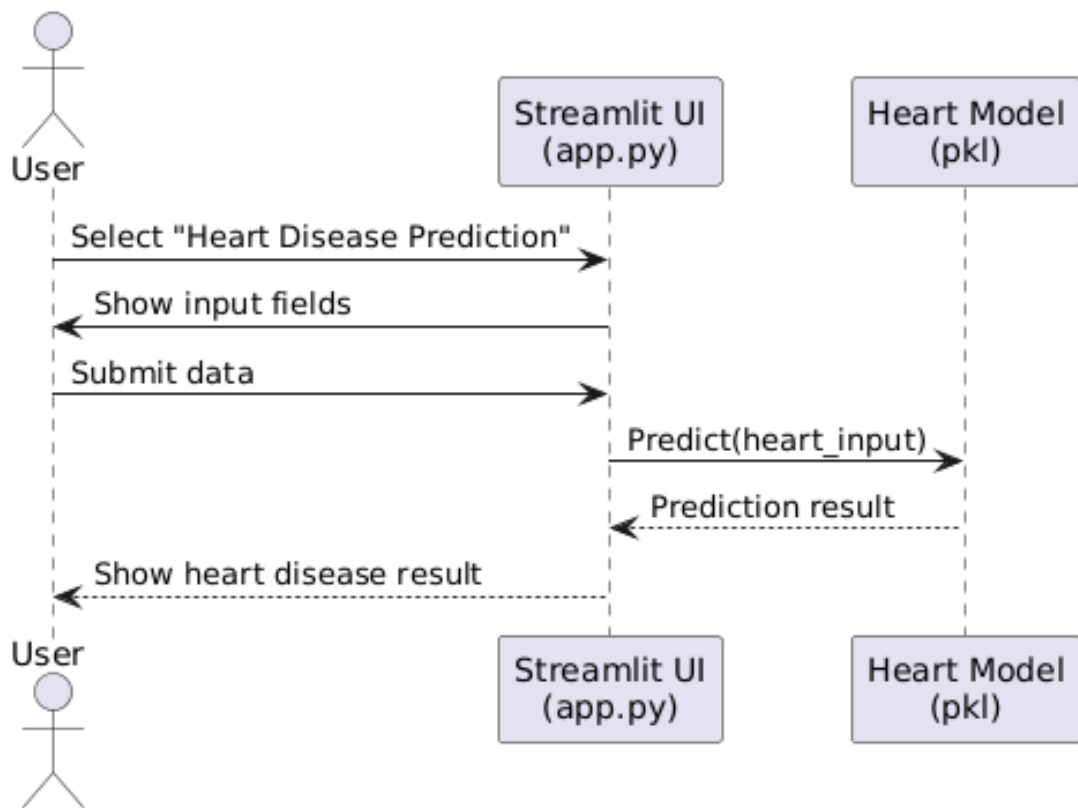 User
Streamlit UI
(app.py)
Heart Model
(pkl)
Select "Heart Disease Prediction"
Show input fields
Submit data
Predict(heart_input)
Prediction result
Show heart disease result
User
Streamlit UI
(app.py)
Heart Model
(pkl)